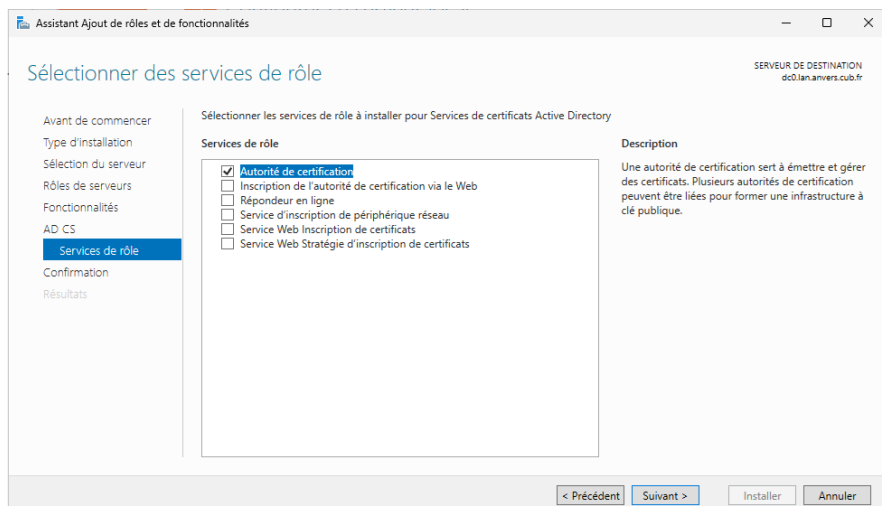 Assistant Ajout de rôles et de fonctionnalités
Sélectionner des services de rôle
SERVEUR DE DESTINATION
dc0.lan.anvers.cub.fr
Avant de commencer
Type d'installation
Sélection du serveur
Rôles de serveurs
Fonctionnalités
AD CS
Services de rôle
Confirmation
Résultats
Sélectionner les services de rôle à installer pour Services de certificats Active Directory
Services de rôle
Autorité de certification
Inscription de l'autorité de certification via le Web
Répondeur en ligne
Service d'inscription de périphérique réseau
Service Web Inscription de certificats
Service Web Stratégie d'inscription de certificats
Description
Une autorité de certification sert à émettre et gérer
des certificats. Plusieurs autorités de certification
peuvent être liées pour former une infrastructure à
clé publique.
< Précédent
Suivant >
Installer
Annuler